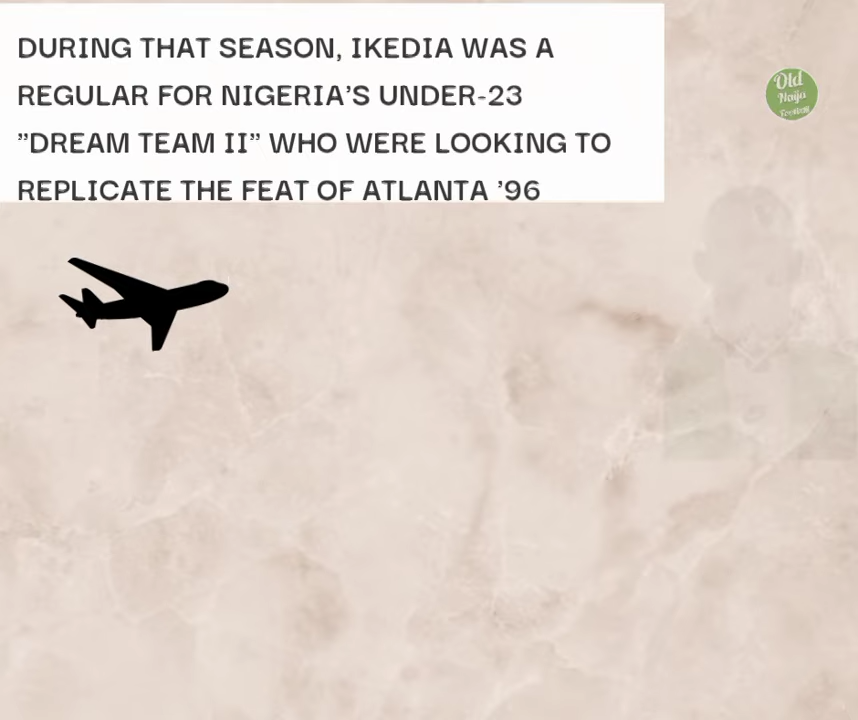 DURING THAT SEASON, IKEDIA WAS A
REGULAR FOR NIGERIA’S UNDER-23
”DREAM TEAM II” WHO WERE LOOKING TO
REPLICATE THE FEAT OF ATLANTA ’96
Old
Naija
Football